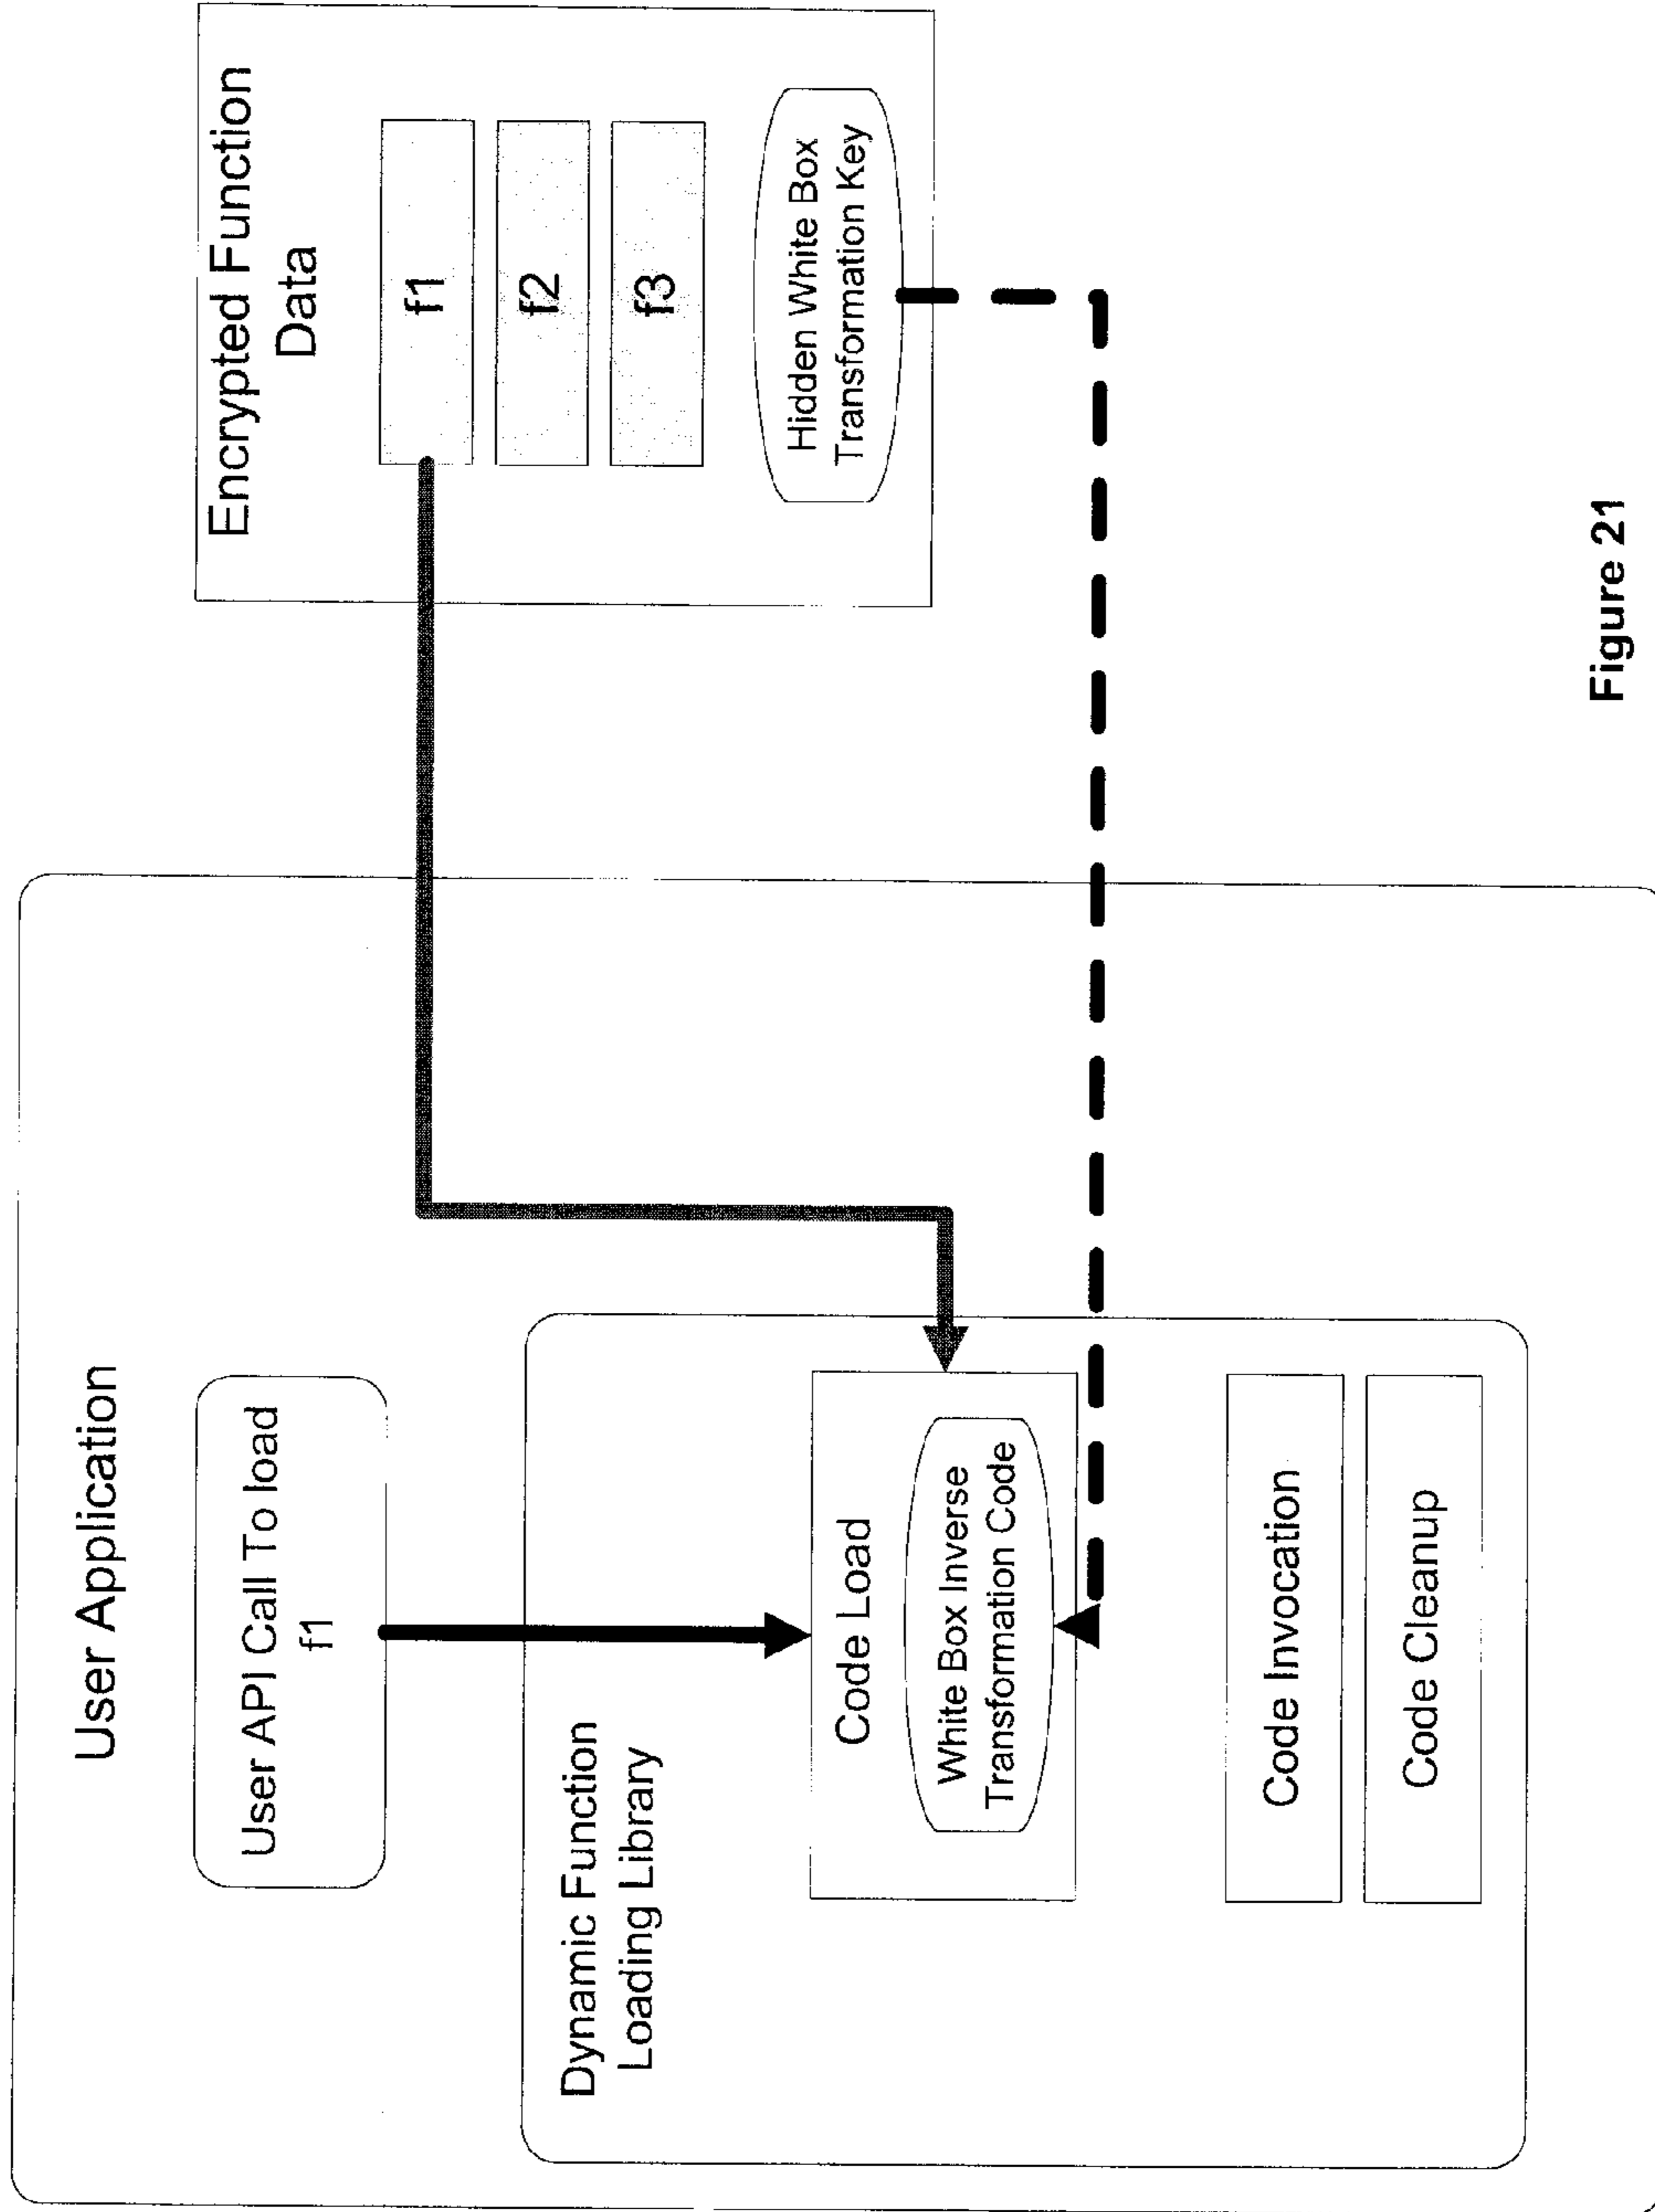 User Application
User API Call To load
f1
Dynamic Function
Loading Library
Code Load
White Box Inverse
Transformation Code
Code Invocation
Code Cleanup
Encrypted Function
Data
f1
f2
f3
Hidden White Box
Transformation Key
Figure 21